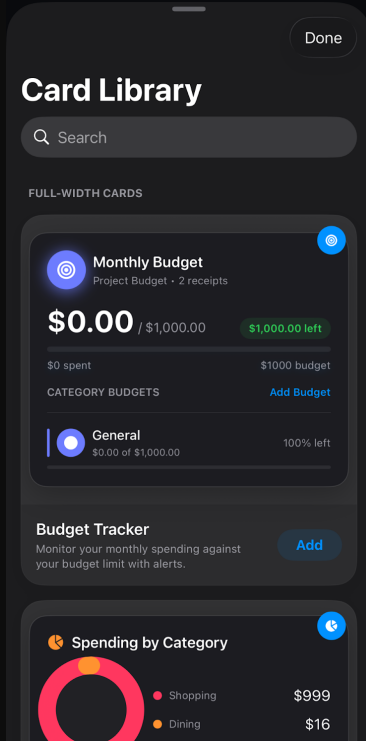 Done
Card Library
Search
FULL-WIDTH CARDS
Monthly Budget
Project Budget • 2 receipts
$0.00 / $1,000.00
$1,000.00 left
$0 spent
$1000 budget
CATEGORY BUDGETS
Add Budget
General
$0.00 of $1,000.00
100% left
Budget Tracker
Monitor your monthly spending against
your budget limit with alerts.
Add
Spending by Category
Shopping
$999
Dining
$16